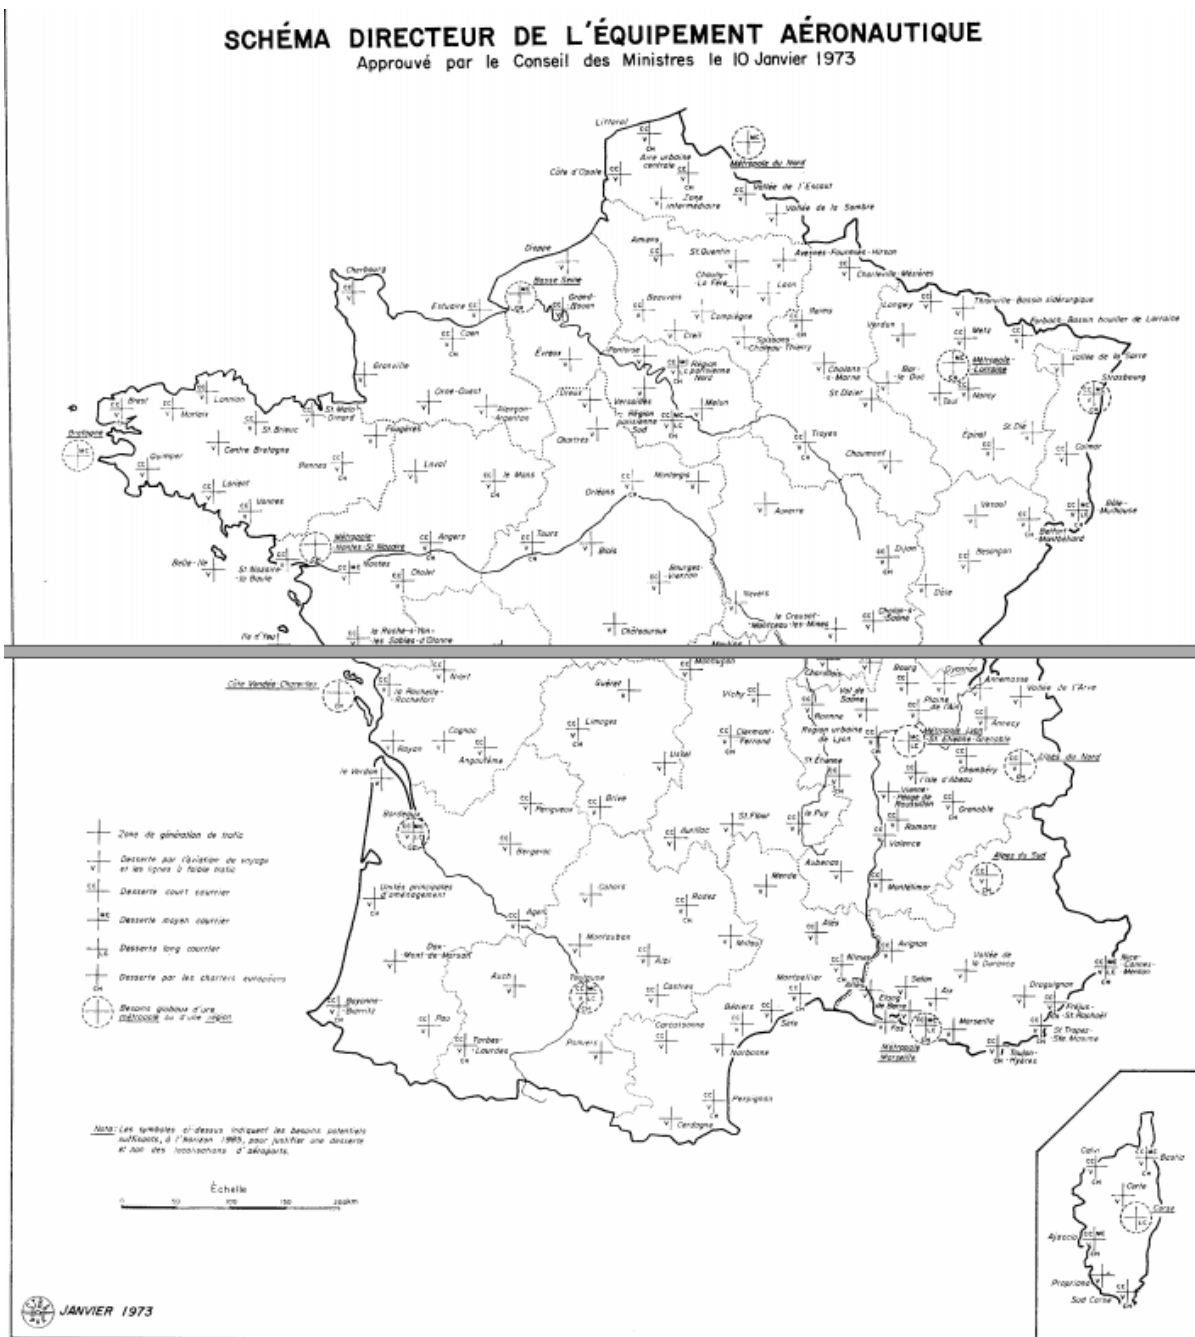 SCHÉMA DIRECTEUR DE L'ÉQUIPEMENT AÉRONAUTIQUE
Approuvé par le Conseil des Ministres le 10 Janvier 1973
Littoral
Aire urbaine
centrale
Métropole du Nord
Côte d'Opale
Vallée de l'Escaut
Zone
intermédiaire
Vallée de la Sambre
Dieppe
Amiens
St.Quentin
Avesnes-Fourmies-Hirson
Charleville-Mézières
Cherbourg
Basse Seine
Chauny-
La Fère
Laon
Estuaire
Grand-
Rouen
Beauvais
Compiègne
Reims
Longwy
Thionville-Bassin sidérurgique
Forbach-Bassin houiller de Lorraine
Caen
Creil
Soissons-
Chateau-Thierry
Verdun
Metz
Évreux
Pontoise
Région
parisienne
Nord
Chalons
s-Marne
Bar-
le Duc
Métropole-
Lorraine
Vallée de la Sarre
Strasbourg
Granville
Orne-Ouest
Alençon-
Argentan
Dreux
Versailles
Melun
St Dizier
Toul
Nancy
Brest
Morlaix
Lannion
St Malo
Dinard
St.Brieuc
Fougères
Chartres
Région
parisienne
Sud
Troyes
Épinal
St.Dié
Colmar
Bretagne
Quimper
Centre Bretagne
Rennes
Laval
le Mans
Chaumont
Lorient
Vannes
Orléans
Montargis
Auxerre
Vesoul
Bâle-
Mulhouse
Belfort-
Montbéliard
Métropole
Nantes-St Nazaire
Angers
Tours
Blois
Dijon
Besançon
Belle-Ile
St Nazaire
-la Baule
Nantes
Cholet
Bourges-
Vierzon
Nevers
Dôle
Ile d'Yeu
la Roche-s-Yon-
les Sables-d'Olonne
Châteauroux
le Creusot-
Montceau-les-Mines
Chalon-s-
Saône
Côte Vendée-Charentes
Niort
la Rochelle-
Rochefort
Guéret
Montluçon
Vichy
Charolais
Bourg
Oyonnax
Annemasse
Vallée de l'Arve
Roanne
Val de
Saône
Plaine
de l'Ain
Annecy
Royan
Cognac
Angoulême
Limoges
Clermont-
Ferrand
Région urbaine
de Lyon
Métropole Lyon
St Etienne-Grenoble
Alpes du Nord
le Verdon
Ussel
St Étienne
Chambéry
l'Isle d'Abeau
Bordeaux
Périgueux
Brive
Vienne-
Péage de
Roussillon
Grenoble
St.Flour
le Puy
Romans
Valence
Zone de génération de trafic
Bergerac
Aurillac
Aubenas
Alpes du Sud
Desserte par l'aviation de voyage
et les lignes à faible trafic
Mende
Montélimar
Desserte court courrier
Unités principales
d'aménagement
Cahors
Rodez
Desserte moyen courrier
Agen
Alès
Desserte long courrier
Dax-
Mont-de-Marsan
Montauban
Millau
Avignon
Desserte par les charters européens
Auch
Toulouse
Albi
Montpellier
Nîmes
Arles
Salon
Vallée de
la Durance
Nice-
Cannes-
Menton
Besoins globaux d'une
métropole ou d'une région
Bayonne-
Biarritz
Pau
Castres
Béziers
Sète
Etang
de Berre
Aix
Draguignan
Fréjus-
St-Raphaël
Tarbes-
Lourdes
Pamiers
Carcassonne
Narbonne
Fos
Métropole
Marseille
Marseille
St Tropez-
Ste Maxime
Toulon-
Hyères
Perpignan
Cerdagne
Nota: Les symboles ci-dessus indiquent les besoins potentiels
suffisants, à l'horizon 1985, pour justifier une desserte
et non des localisations d'aéroports.
Échelle
0 50 100 150 200km
Calvi
Bastia
Corte
Corse
Ajaccio
Propriano
Sud Corse
JANVIER 1973